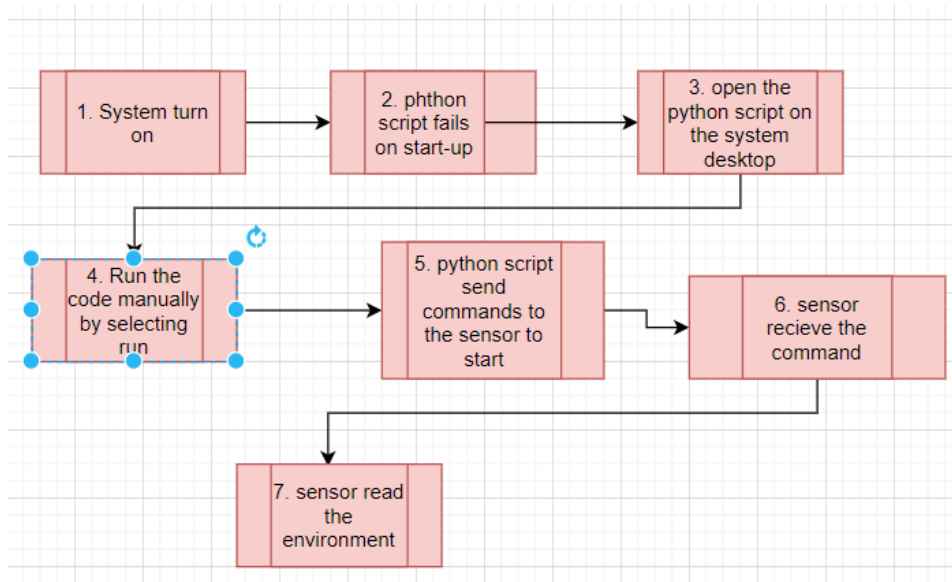 1. System turn
on
2. phthon
script fails
on start-up
3. open the
python script on
the system
desktop
4. Run the
code manually
by selecting
run
5. python script
send
commands to
the sensor to
start
6. sensor
recieve the
command
7. sensor read
the
environment